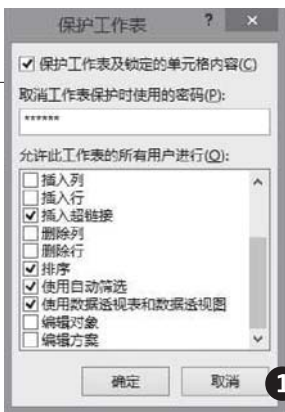 保护工作表 ? ×
保护工作表及锁定的单元格内容(C)
取消工作表保护时使用的密码(P):
******
允许此工作表的所有用户进行(O):
插入列
插入行
插入超链接
删除列
删除行
排序
使用自动筛选
使用数据透视表和数据透视图
编辑对象
编辑方案
确定 取消 1